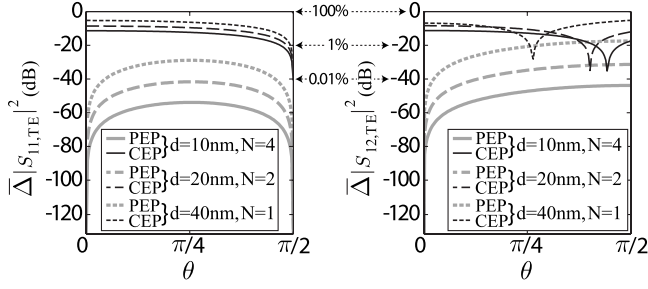 0
-20
-40
-60
-80
-100
-120
Δ̅|S11,TE|² (dB)
PEP
CEP }d=10nm, N=4
PEP
CEP }d=20nm, N=2
PEP
CEP }d=40nm, N=1
0 π/4 π/2
θ
100%
1%
0.01%
0
-20
-40
-60
-80
-100
-120
Δ̅|S12,TE|² (dB)
PEP
CEP }d=10nm, N=4
PEP
CEP }d=20nm, N=2
PEP
CEP }d=40nm, N=1
0 π/4 π/2
θ